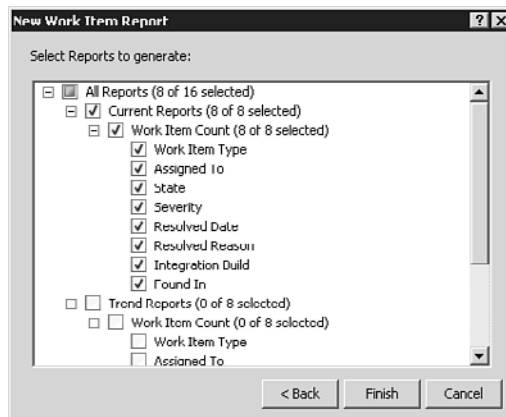 New Work Item Report
Select Reports to generate:
All Reports (8 of 16 selected)
Current Reports (8 of 8 selected)
Work Item Count (8 of 8 selected)
Work Item Type
Assigned To
State
Severity
Resolved Date
Resolved Reason
Integration Build
Found In
Trend Reports (0 of 8 selected)
Work Item Count (0 of 8 selected)
Work Item Type
Assigned To
< Back Finish Cancel